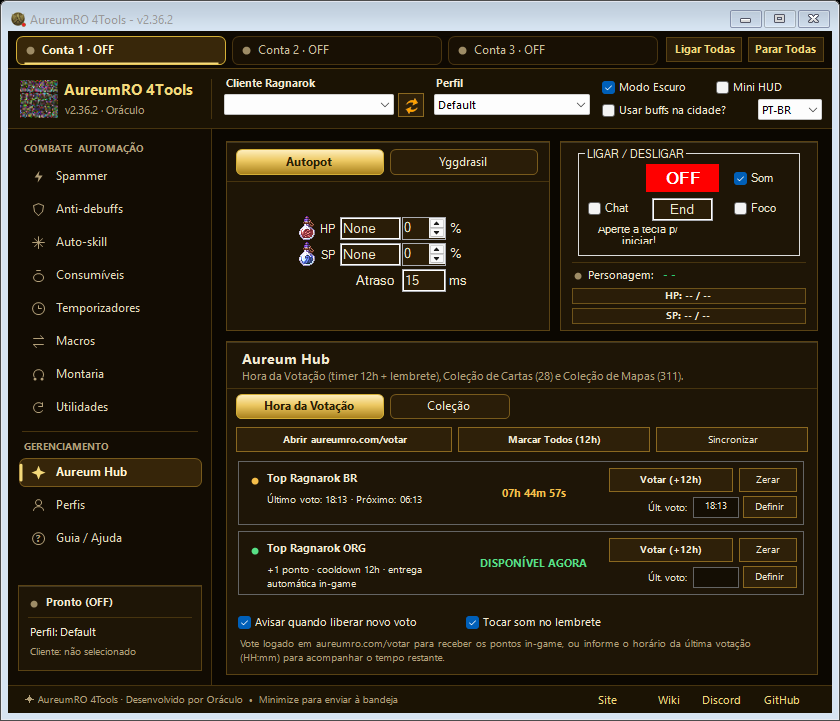 AureumRO 4Tools - v2.36.2
Conta 1 · OFF
Conta 2 · OFF
Conta 3 · OFF
Ligar Todas
Parar Todas
AureumRO 4Tools
v2.36.2 · Oráculo
Cliente Ragnarok
Perfil
Default
Modo Escuro
Mini HUD
Usar buffs na cidade?
PT-BR
COMBATE AUTOMAÇÃO
Spammer
Anti-debuffs
Auto-skill
Consumíveis
Temporizadores
Macros
Montaria
Utilidades
GERENCIAMENTO
Aureum Hub
Perfis
Guia / Ajuda
Pronto (OFF)
Perfil: Default
Cliente: não selecionado
Autopot
Yggdrasil
HP None 0 %
SP None 0 %
Atraso 15 ms
LIGAR / DESLIGAR
OFF
Som
Chat
End
Foco
Aperte a tecla p/
iniciar!
Personagem: - -
HP: -- / --
SP: -- / --
Aureum Hub
Hora da Votação (timer 12h + lembrete), Coleção de Cartas (28) e Coleção de Mapas (311).
Hora da Votação
Coleção
Abrir aureumro.com/votar
Marcar Todos (12h)
Sincronizar
Top Ragnarok BR
Último voto: 18:13 · Próximo: 06:13
07h 44m 57s
Votar (+12h)
Zerar
Últ. voto: 18:13
Definir
Top Ragnarok ORG
+1 ponto · cooldown 12h · entrega
automática in-game
DISPONÍVEL AGORA
Votar (+12h)
Zerar
Últ. voto:
Definir
Avisar quando liberar novo voto
Tocar som no lembrete
Vote logado em aureumro.com/votar para receber os pontos in-game, ou informe o horário da última votação
(HH:mm) para acompanhar o tempo restante.
AureumRO 4Tools · Desenvolvido por Oráculo • Minimize para enviar à bandeja
Site
Wiki
Discord
GitHub